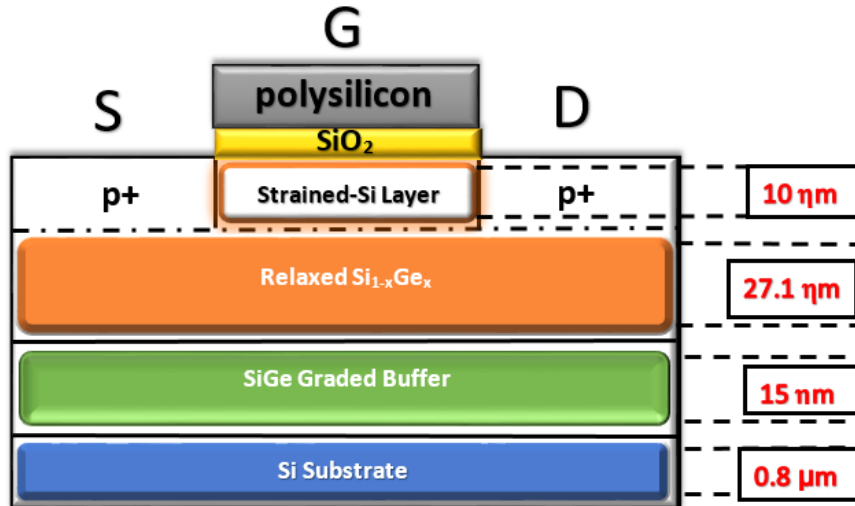 G
S
D
polysilicon
SiO₂
p+
Strained-Si Layer
p+
10 ηm
Relaxed Si₁₋ₓGeₓ
27.1 ηm
SiGe Graded Buffer
15 nm
Si Substrate
0.8 μm